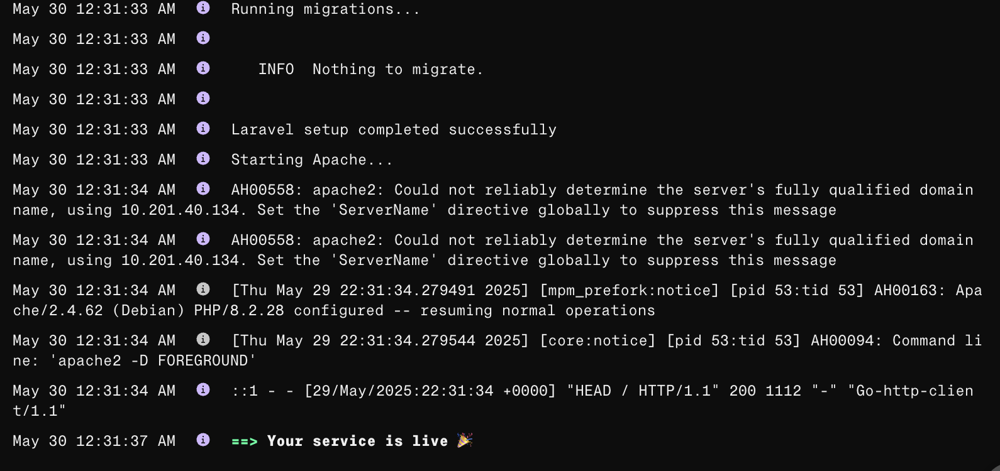 May 30 12:31:33 AM Running migrations...
May 30 12:31:33 AM
May 30 12:31:33 AM INFO  Nothing to migrate.
May 30 12:31:33 AM
May 30 12:31:33 AM Laravel setup completed successfully
May 30 12:31:33 AM Starting Apache...
May 30 12:31:34 AM AH00558: apache2: Could not reliably determine the server's fully qualified domain
name, using 10.201.40.134. Set the 'ServerName' directive globally to suppress this message
May 30 12:31:34 AM AH00558: apache2: Could not reliably determine the server's fully qualified domain
name, using 10.201.40.134. Set the 'ServerName' directive globally to suppress this message
May 30 12:31:34 AM [Thu May 29 22:31:34.279491 2025] [mpm_prefork:notice] [pid 53:tid 53] AH00163: Apa
che/2.4.62 (Debian) PHP/8.2.28 configured -- resuming normal operations
May 30 12:31:34 AM [Thu May 29 22:31:34.279544 2025] [core:notice] [pid 53:tid 53] AH00094: Command li
ne: 'apache2 -D FOREGROUND'
May 30 12:31:34 AM ::1 - - [29/May/2025:22:31:34 +0000] "HEAD / HTTP/1.1" 200 1112 "-" "Go-http-clien
t/1.1"
May 30 12:31:37 AM ==> Your service is live 🎉